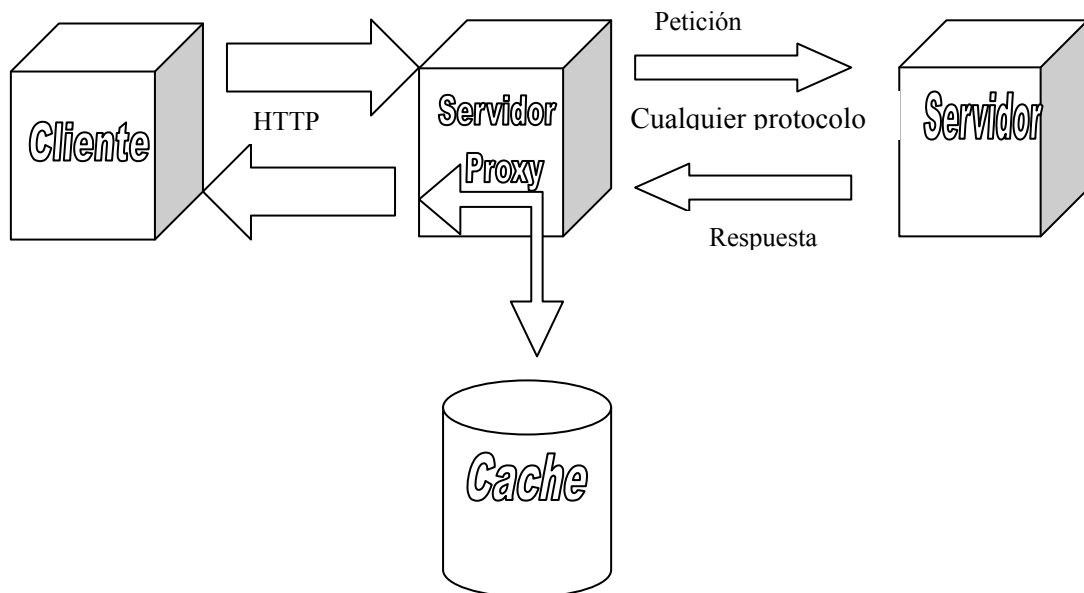 Cliente
HTTP
Servidor
Proxy
Petición
Cualquier protocolo
Respuesta
Servidor
Cache